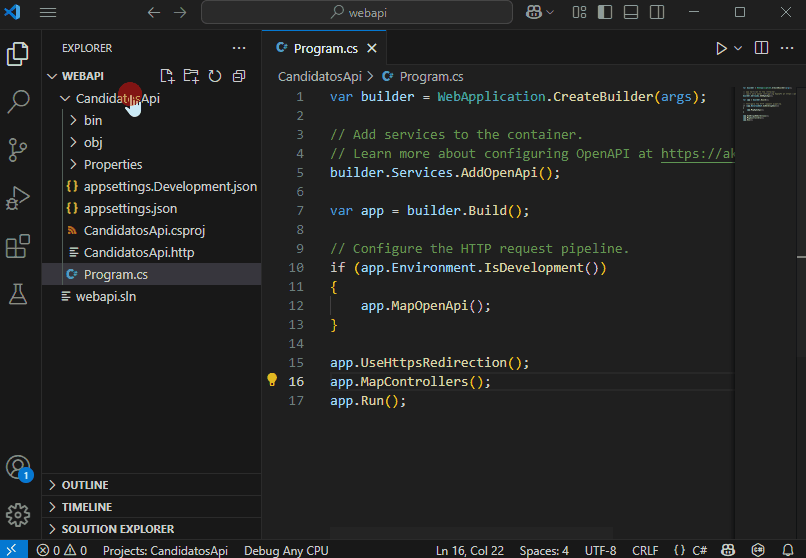 webapi
EXPLORER
WEBAPI
CandidatosApi
bin
obj
Properties
{} appsettings.Development.json
{} appsettings.json
CandidatosApi.csproj
CandidatosApi.http
C# Program.cs
webapi.sln
OUTLINE
TIMELINE
SOLUTION EXPLORER
1
C# Program.cs
CandidatosApi > C# Program.cs
1 var builder = WebApplication.CreateBuilder(args);
2
3 // Add services to the container.
4 // Learn more about configuring OpenAPI at https://ak
5 builder.Services.AddOpenApi();
6
7 var app = builder.Build();
8
9 // Configure the HTTP request pipeline.
10 if (app.Environment.IsDevelopment())
11 {
12 app.MapOpenApi();
13 }
14
15 app.UseHttpsRedirection();
16 app.MapControllers();
17 app.Run();
0 0 Projects: CandidatosApi Debug Any CPU Ln 16, Col 22 Spaces: 4 UTF-8 CRLF {} C#